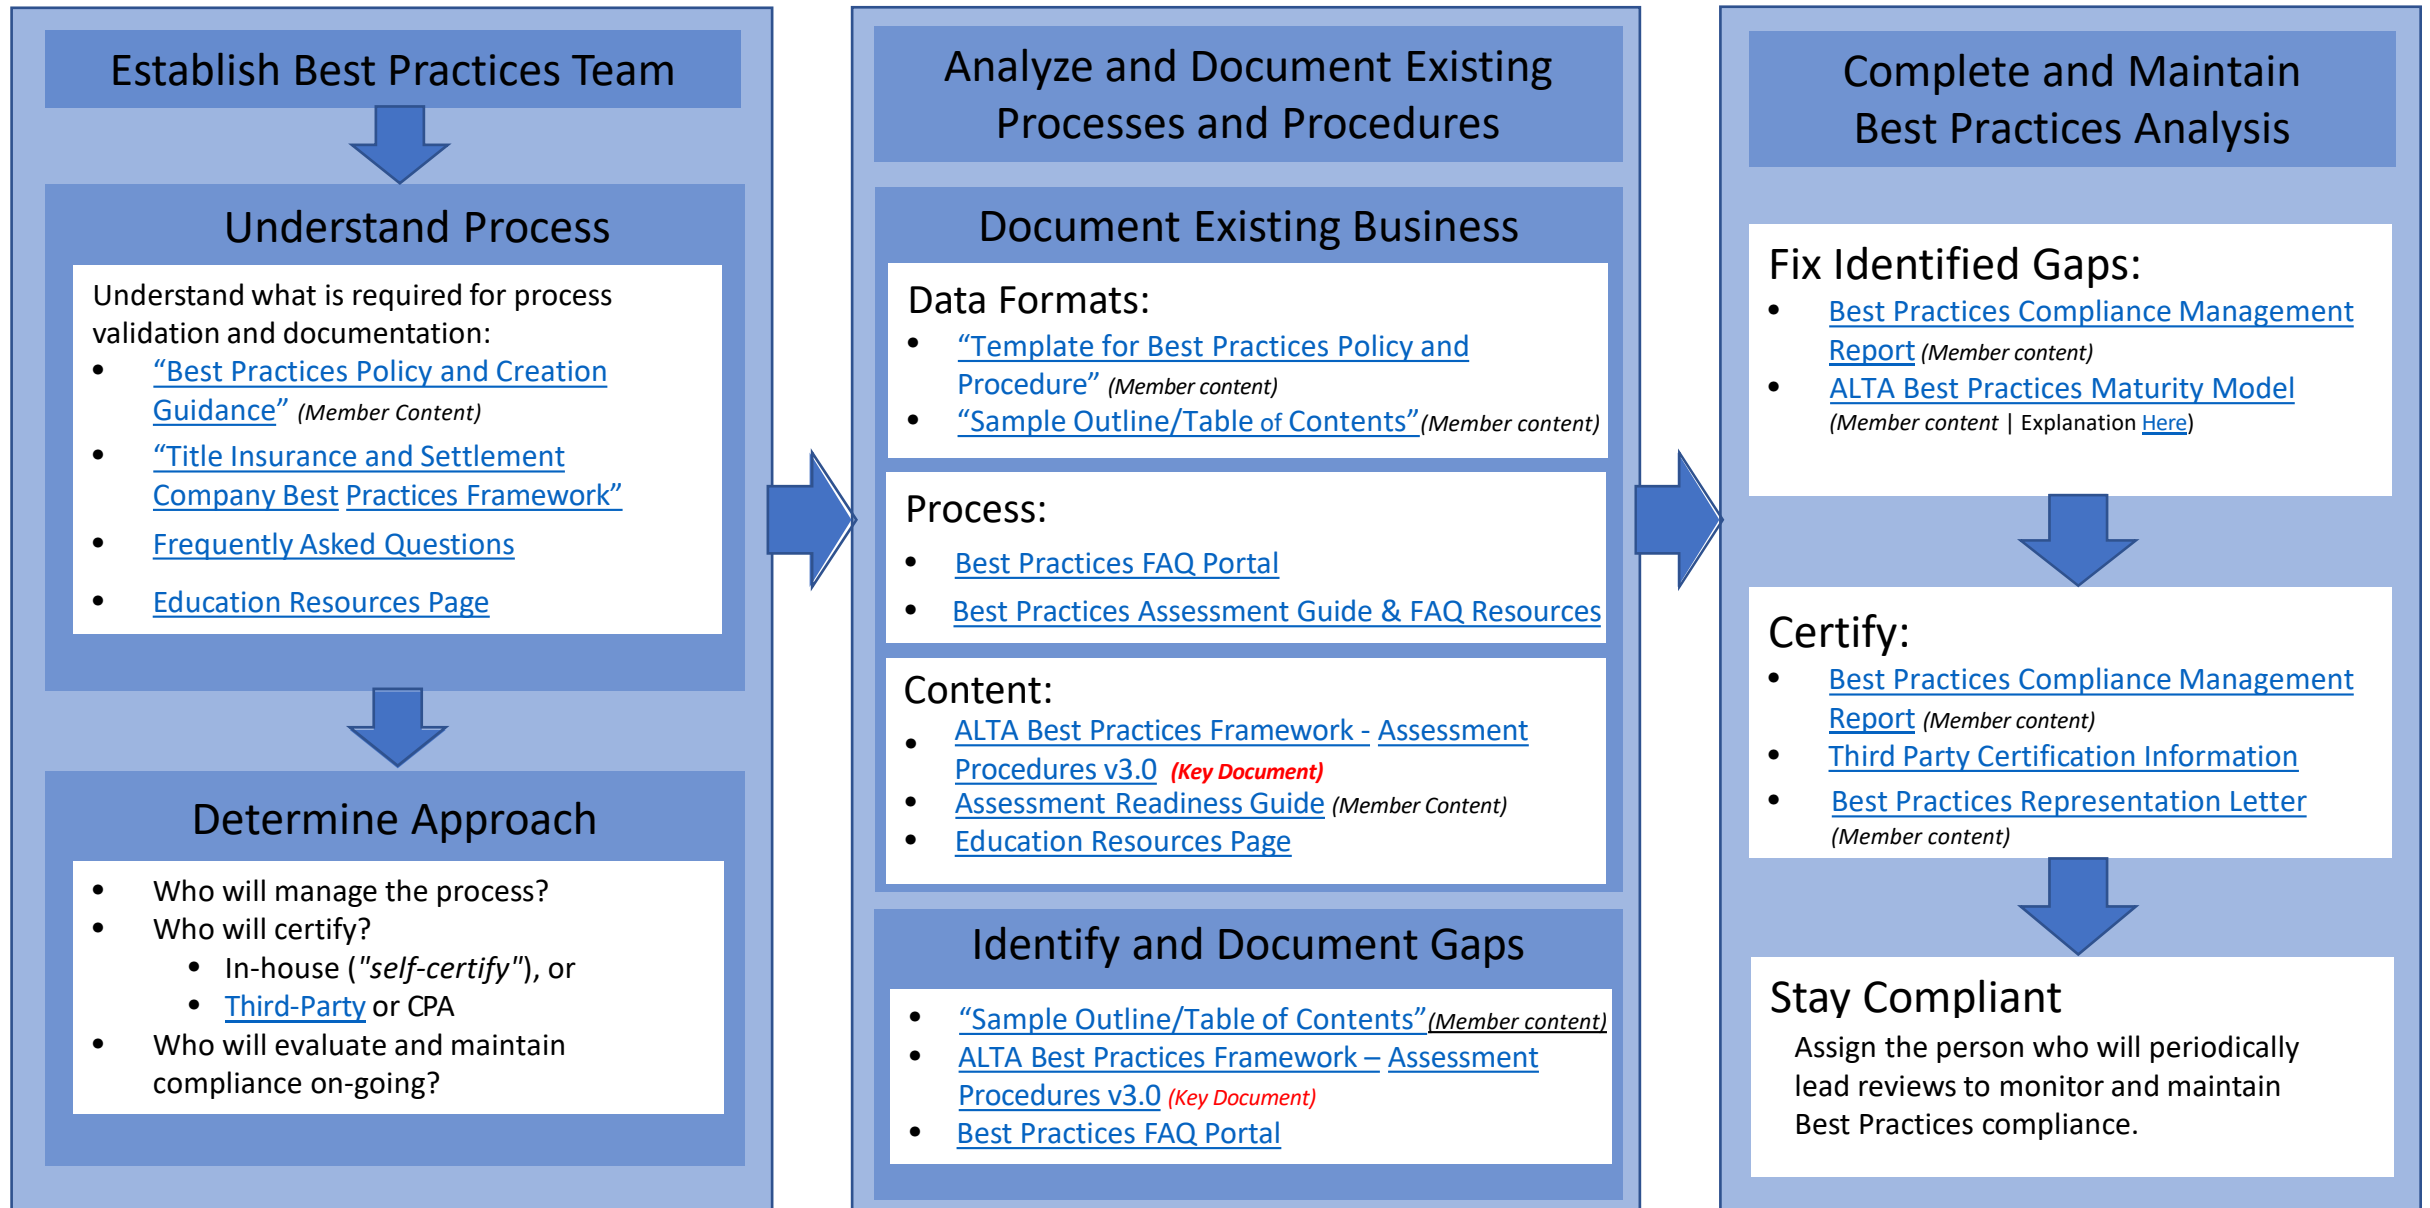 Establish Best Practices Team
Understand Process
Understand what is required for process
validation and documentation:
• “Best Practices Policy and Creation
Guidance” (Member Content)
• “Title Insurance and Settlement
Company Best Practices Framework”
• Frequently Asked Questions
• Education Resources Page
Determine Approach
• Who will manage the process?
• Who will certify?
• In-house ("self-certify"), or
• Third-Party or CPA
• Who will evaluate and maintain
compliance on-going?
Analyze and Document Existing
Processes and Procedures
Document Existing Business
Data Formats:
• “Template for Best Practices Policy and
Procedure” (Member content)
• “Sample Outline/Table of Contents”(Member content)
Process:
• Best Practices FAQ Portal
• Best Practices Assessment Guide & FAQ Resources
Content:
• ALTA Best Practices Framework - Assessment
Procedures v3.0 (Key Document)
• Assessment Readiness Guide (Member Content)
• Education Resources Page
Identify and Document Gaps
• “Sample Outline/Table of Contents”(Member content)
• ALTA Best Practices Framework – Assessment
Procedures v3.0 (Key Document)
• Best Practices FAQ Portal
Complete and Maintain
Best Practices Analysis
Fix Identified Gaps:
• Best Practices Compliance Management
Report (Member content)
• ALTA Best Practices Maturity Model
(Member content | Explanation Here)
Certify:
• Best Practices Compliance Management
Report (Member content)
• Third Party Certification Information
• Best Practices Representation Letter
(Member content)
Stay Compliant
Assign the person who will periodically
lead reviews to monitor and maintain
Best Practices compliance.